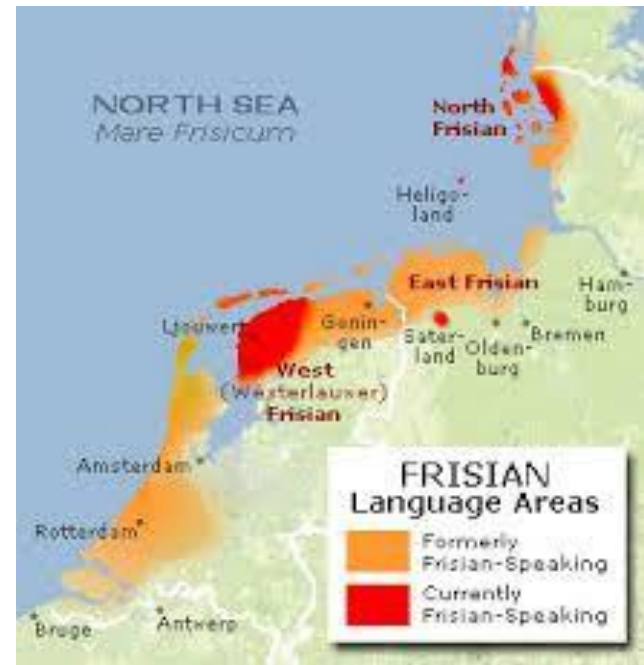 NORTH SEA
Mare Frisicum
North
Frisian
Heligo-
land
East Frisian
Ham-
burg
Ljouwert
Gronin-
gen
Sater-
land
Olden-
burg
Bremen
West
(Westerlauwer)
Frisian
Amsterdam
Rotterdam
Bruge
Antwerp
FRISIAN
Language Areas
Formerly
Frisian-Speaking
Currently
Frisian-Speaking